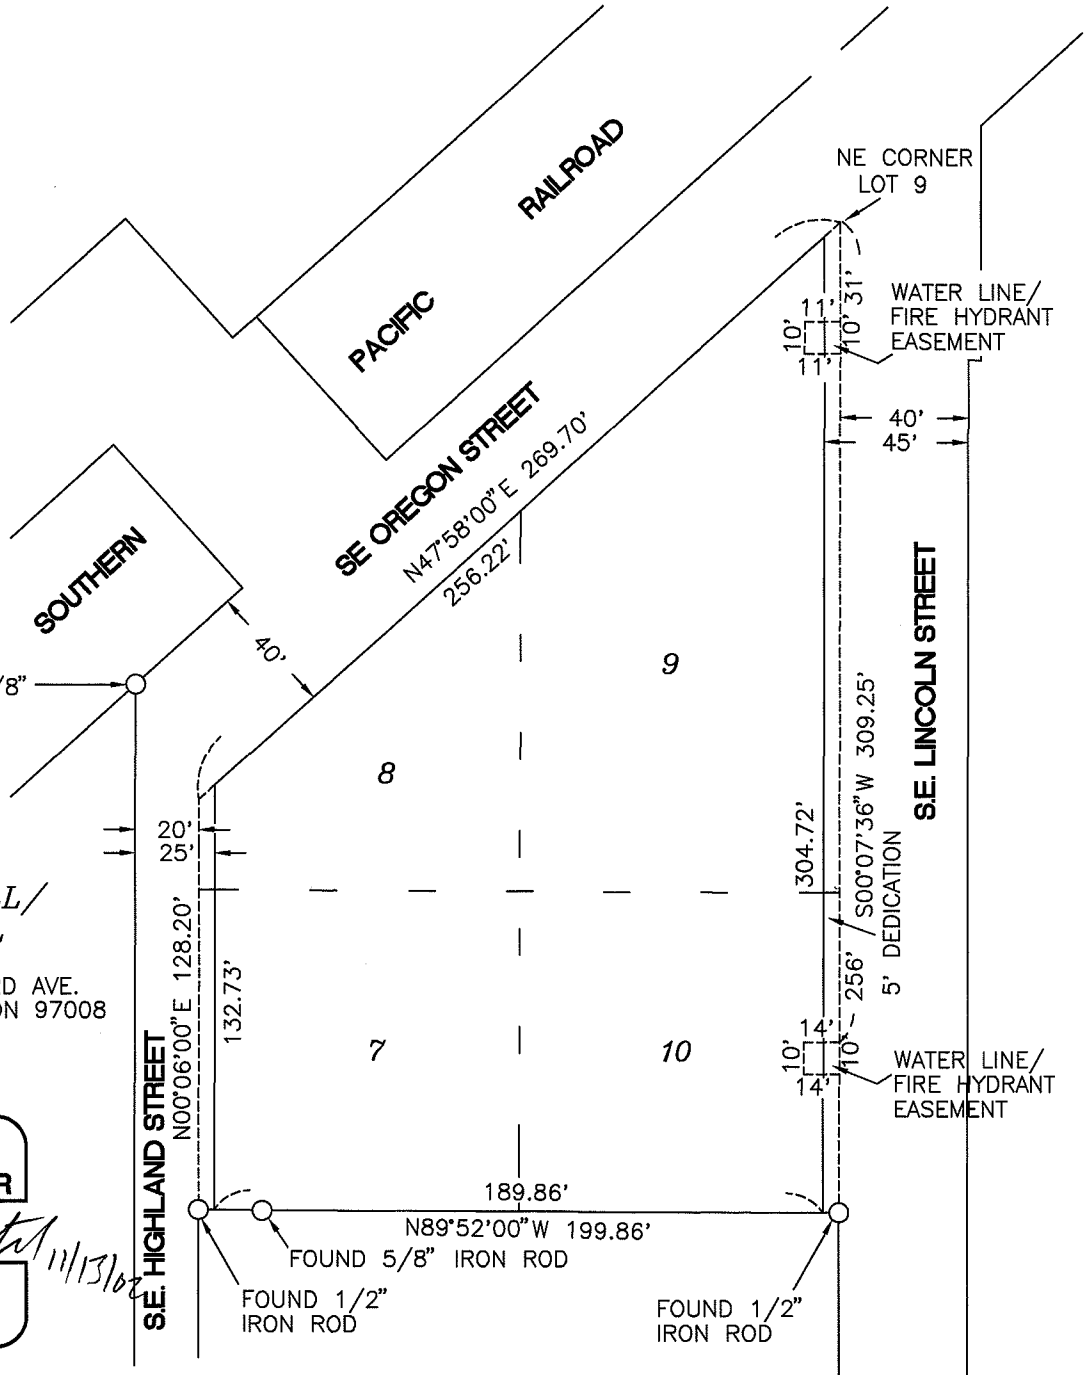 RAILROAD
NE CORNER
LOT 9
PACIFIC
31'
11'
10'
10'
11'
WATER LINE/
FIRE HYDRANT
EASEMENT
40'
45'
SE OREGON STREET
N47°58'00"E 269.70'
256.22'
SOUTHERN
40'
/8"
9
8
S.E. LINCOLN STREET
S00°07'36"W 309.25'
304.72'
5' DEDICATION
256'
20'
25'
L/
D AVE.
ON 97008
N00°06'00"E 128.20'
132.73'
S.E. HIGHLAND STREET
7
10
14'
10'
10'
14'
WATER LINE/
FIRE HYDRANT
EASEMENT
R
11/13/02
189.86'
N89°52'00"W 199.86'
FOUND 5/8" IRON ROD
FOUND 1/2"
IRON ROD
FOUND 1/2"
IRON ROD